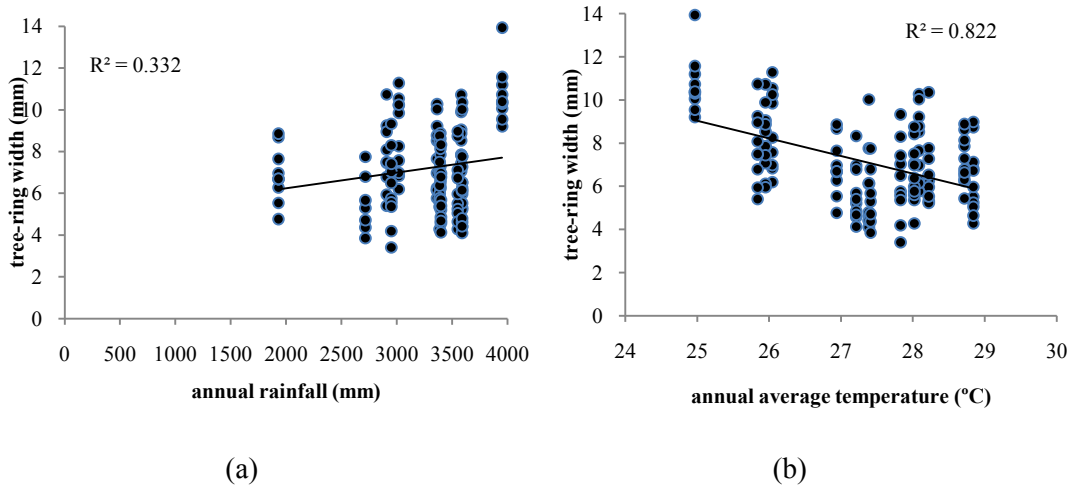 R² = 0.332
tree-ring width (mm)
14
12
10
8
6
4
2
0
0 500 1000 1500 2000 2500 3000 3500 4000
annual rainfall (mm)
(a)
R² = 0.822
tree-ring width (mm)
14
12
10
8
6
4
2
0
24 25 26 27 28 29 30
annual average temperature (ºC)
(b)